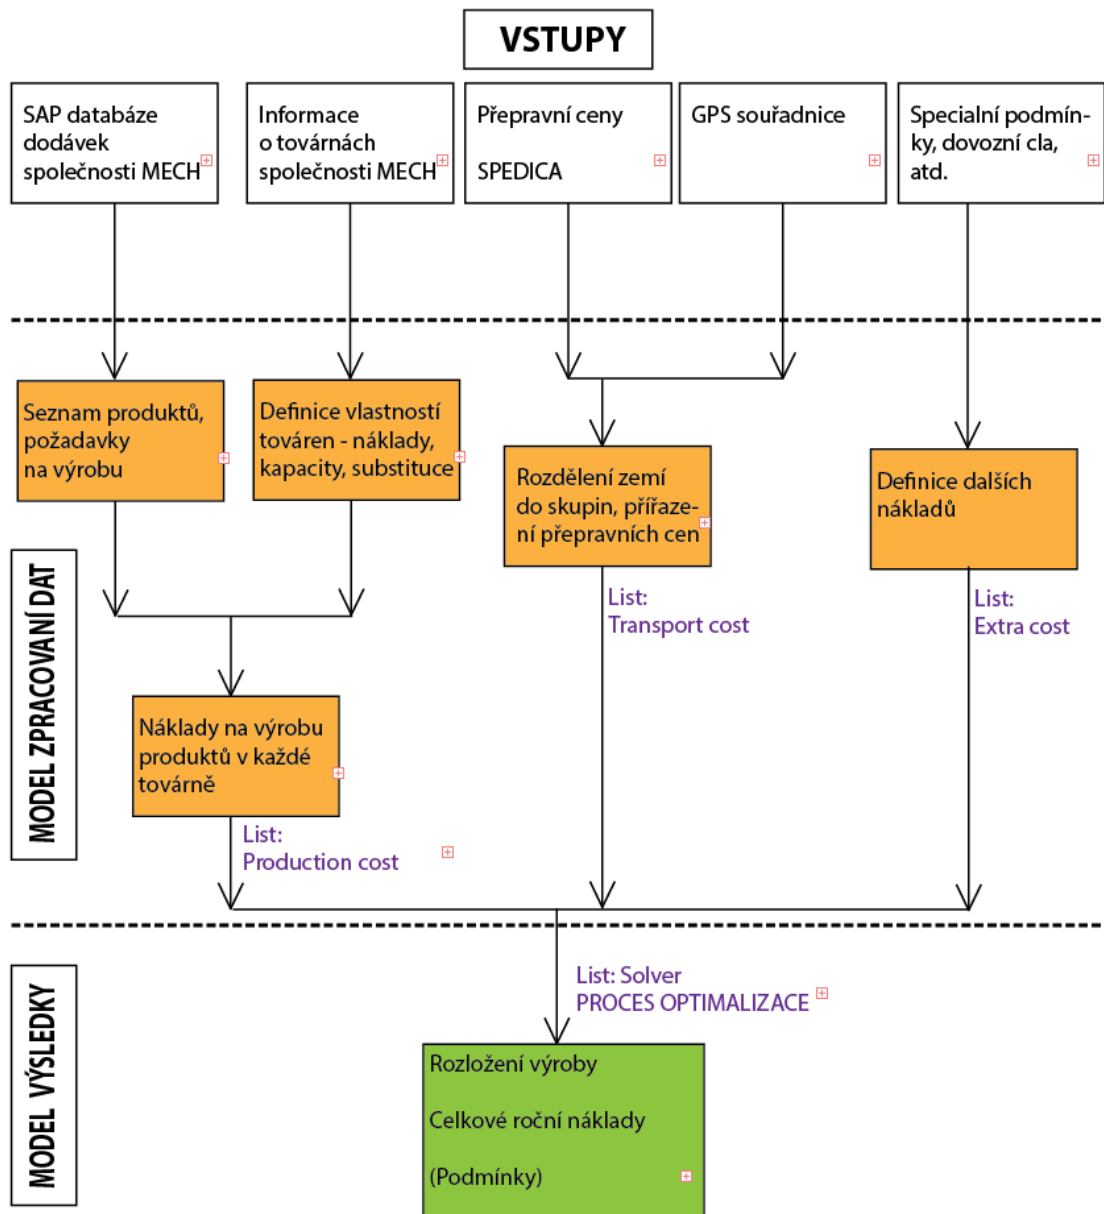 VSTUPY
SAP databáze
dodávek
společnosti MECH
Informace
o továrnách
společnosti MECH
Přepravní ceny
SPEDICA
GPS souřadnice
Specialní podmín-
ky, dovozní cla,
atd.
Seznam produktů,
požadavky
na výrobu
Definice vlastností
továren - náklady,
kapacity, substituce
Rozdělení zemí
do skupin, přířaze-
ní přepravních cen
Definice dalších
nákladů
MODEL ZPRACOVANÍ DAT
List:
Transport cost
List:
Extra cost
Náklady na výrobu
produktů v každé
továrně
List:
Production cost
MODEL VÝSLEDKY
List: Solver
PROCES OPTIMALIZACE
Rozložení výroby
Celkové roční náklady
(Podmínky)